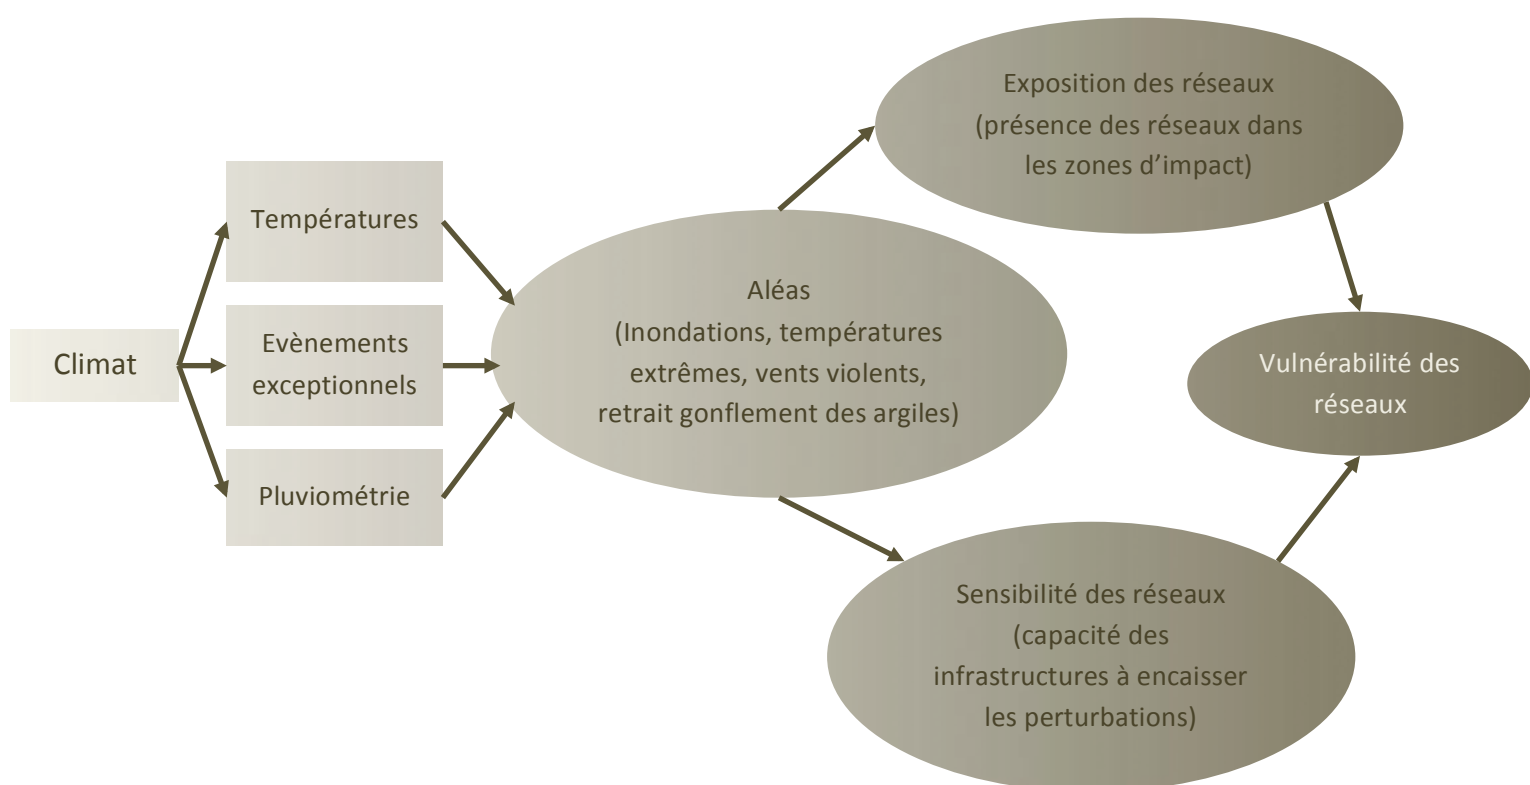 Climat
Températures
Evènements
exceptionnels
Pluviométrie
Aléas
(Inondations, températures
extrêmes, vents violents,
retrait gonflement des argiles)
Exposition des réseaux
(présence des réseaux dans
les zones d’impact)
Sensibilité des réseaux
(capacité des
infrastructures à encaisser
les perturbations)
Vulnérabilité des
réseaux